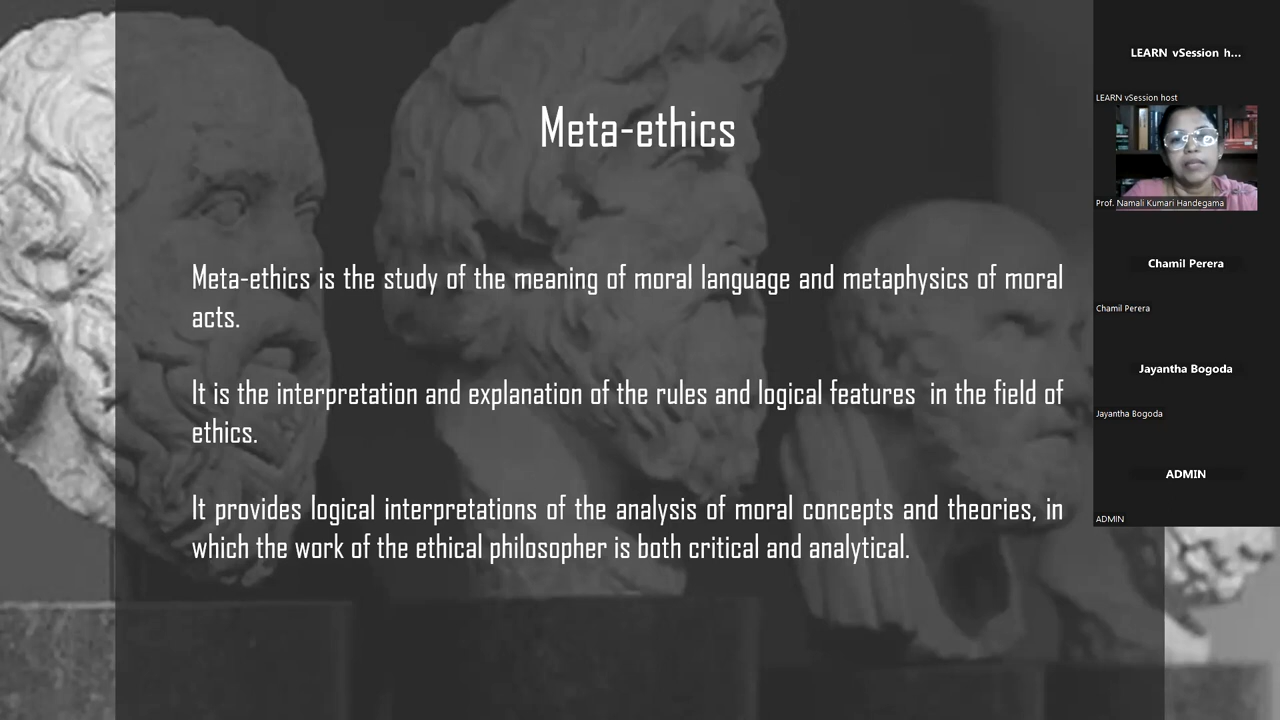 Meta-ethics
Meta-ethics is the study of the meaning of moral language and metaphysics of moral
acts.
It is the interpretation and explanation of the rules and logical features in the field of
ethics.
It provides logical interpretations of the analysis of moral concepts and theories, in
which the work of the ethical philosopher is both critical and analytical.
LEARN vSession h...
LEARN vSession host
Prof. Namali Kumari Handegama
Chamil Perera
Chamil Perera
Jayantha Bogoda
Jayantha Bogoda
ADMIN
ADMIN